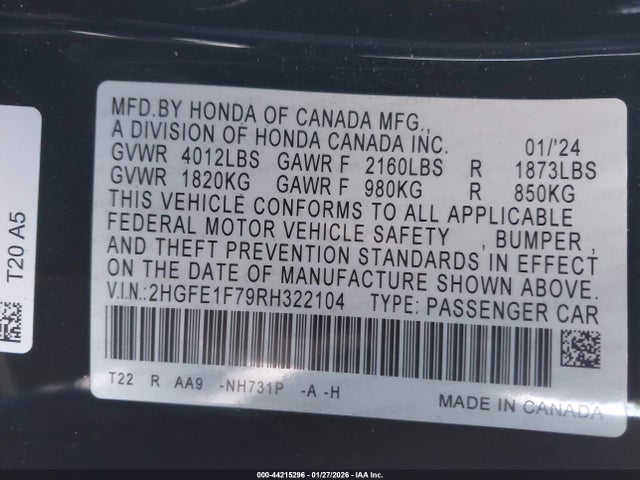 MFD.BY HONDA OF CANADA MFG.,
A DIVISION OF HONDA CANADA INC. 01/'24
GVWR 4012LBS GAWR F 2160LBS R 1873LBS
GVWR 1820KG GAWR F 980KG R 850KG
THIS VEHICLE CONFORMS TO ALL APPLICABLE
FEDERAL MOTOR VEHICLE SAFETY , BUMPER ,
AND THEFT PREVENTION STANDARDS IN EFFECT
ON THE DATE OF MANUFACTURE SHOWN ABOVE.
V.I.N.:2HGFE1F79RH322104 TYPE: PASSENGER CAR
T22 R AA9 -NH731P -A -H
MADE IN CANADA
T20 A5
000-44215296 - 01/27/2026 - IAA Inc.